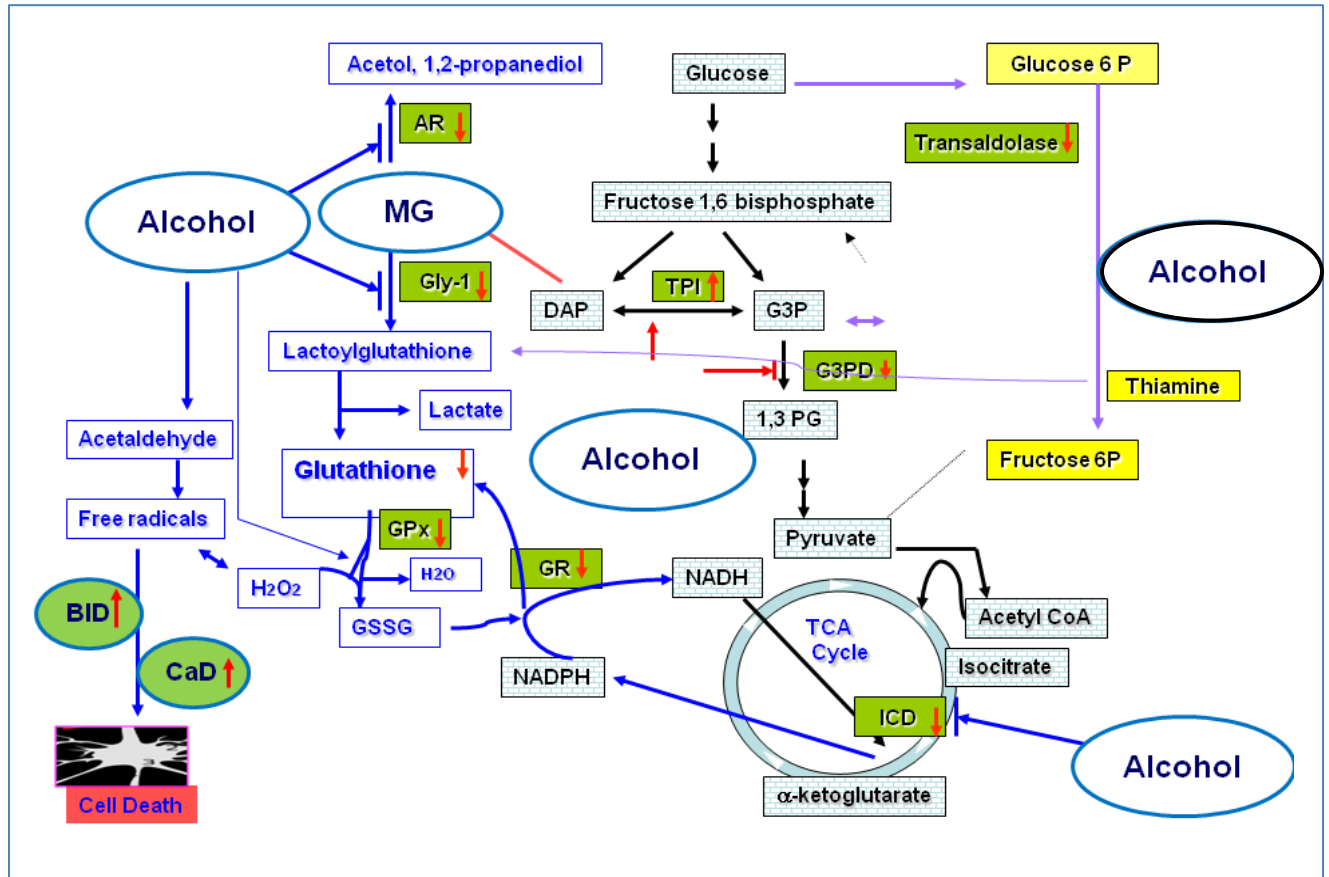 Acetol, 1,2-propanediol
Glucose
Glucose 6 P
AR
Transaldolase
Alcohol
MG
Fructose 1,6 bisphosphate
Alcohol
Gly-1
TPI
DAP
G3P
Lactoylglutathione
G3PD
Thiamine
Lactate
1,3 PG
Acetaldehyde
Alcohol
Glutathione
Fructose 6P
Free radicals
GPx
Pyruvate
H2O2
H2O
GR
NADH
BID
GSSG
TCA
Cycle
Acetyl CoA
CaD
NADPH
Isocitrate
ICD
Alcohol
3
Cell Death
α-ketoglutarate